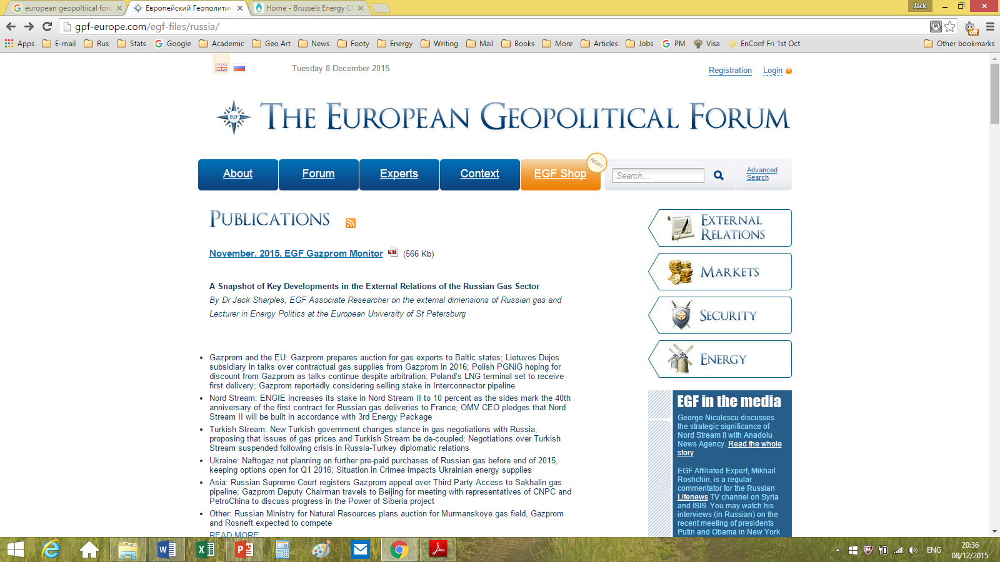 european geopoltiical foru
Европейский Геополитич
Home - Brussels Energy Cl
Jack
gpf-europe.com/egf-files/russia/
Off
Apps E-mail Rus Stats Google Academic Geo Art News Footy Energy Writing Mail Books More Articles Jobs PM Visa EnConf Fri 1st Oct Other bookmarks
Tuesday 8 December 2015
Registration Login
EGF
The European Geopolitical Forum
About Forum Experts Context EGF Shop
NEW!
Search...
Advanced
Search
Publications
November. 2015. EGF Gazprom Monitor PDF (566 Kb)
A Snapshot of Key Developments in the External Relations of the Russian Gas Sector
By Dr Jack Sharples, EGF Associate Researcher on the external dimensions of Russian gas and
Lecturer in Energy Politics at the European University of St Petersburg
• Gazprom and the EU: Gazprom prepares auction for gas exports to Baltic states; Lietuvos Dujos
subsidiary in talks over contractual gas supplies from Gazprom in 2016; Polish PGNiG hoping for
discount from Gazprom as talks continue despite arbitration; Poland's LNG terminal set to receive
first delivery; Gazprom reportedly considering selling stake in Interconnector pipeline
• Nord Stream: ENGIE increases its stake in Nord Stream II to 10 percent as the sides mark the 40th
anniversary of the first contract for Russian gas deliveries to France; OMV CEO pledges that Nord
Stream II will be built in accordance with 3rd Energy Package
• Turkish Stream: New Turkish government changes stance in gas negotiations with Russia,
proposing that issues of gas prices and Turkish Stream be de-coupled; Negotiations over Turkish
Stream suspended following crisis in Russia-Turkey diplomatic relations
• Ukraine: Naftogaz not planning on further pre-paid purchases of Russian gas before end of 2015,
keeping options open for Q1 2016; Situation in Crimea impacts Ukrainian energy supplies
• Asia: Russian Supreme Court registers Gazprom appeal over Third Party Access to Sakhalin gas
pipeline; Gazprom Deputy Chairman travels to Beijing for meeting with representatives of CNPC and
PetroChina to discuss progress in the Power of Siberia project
• Other: Russian Ministry for Natural Resources plans auction for Murmanskoye gas field, Gazprom
and Rosneft expected to compete
READ MORE
External
Relations
Markets
Security
Energy
EGF in the media
George Niculescu discusses
the strategic significance of
Nord Stream II with Anadolu
News Agency. Read the whole
story
EGF Affiliated Expert, Mikhail
Roshchin, is a regular
commentator for the Russian
Lifenews TV channel on Syria
and ISIS. You may watch his
interviews (in Russian) on the
recent meeting of presidents
Putin and Obama in New York
ENG
20:36
08/12/2015